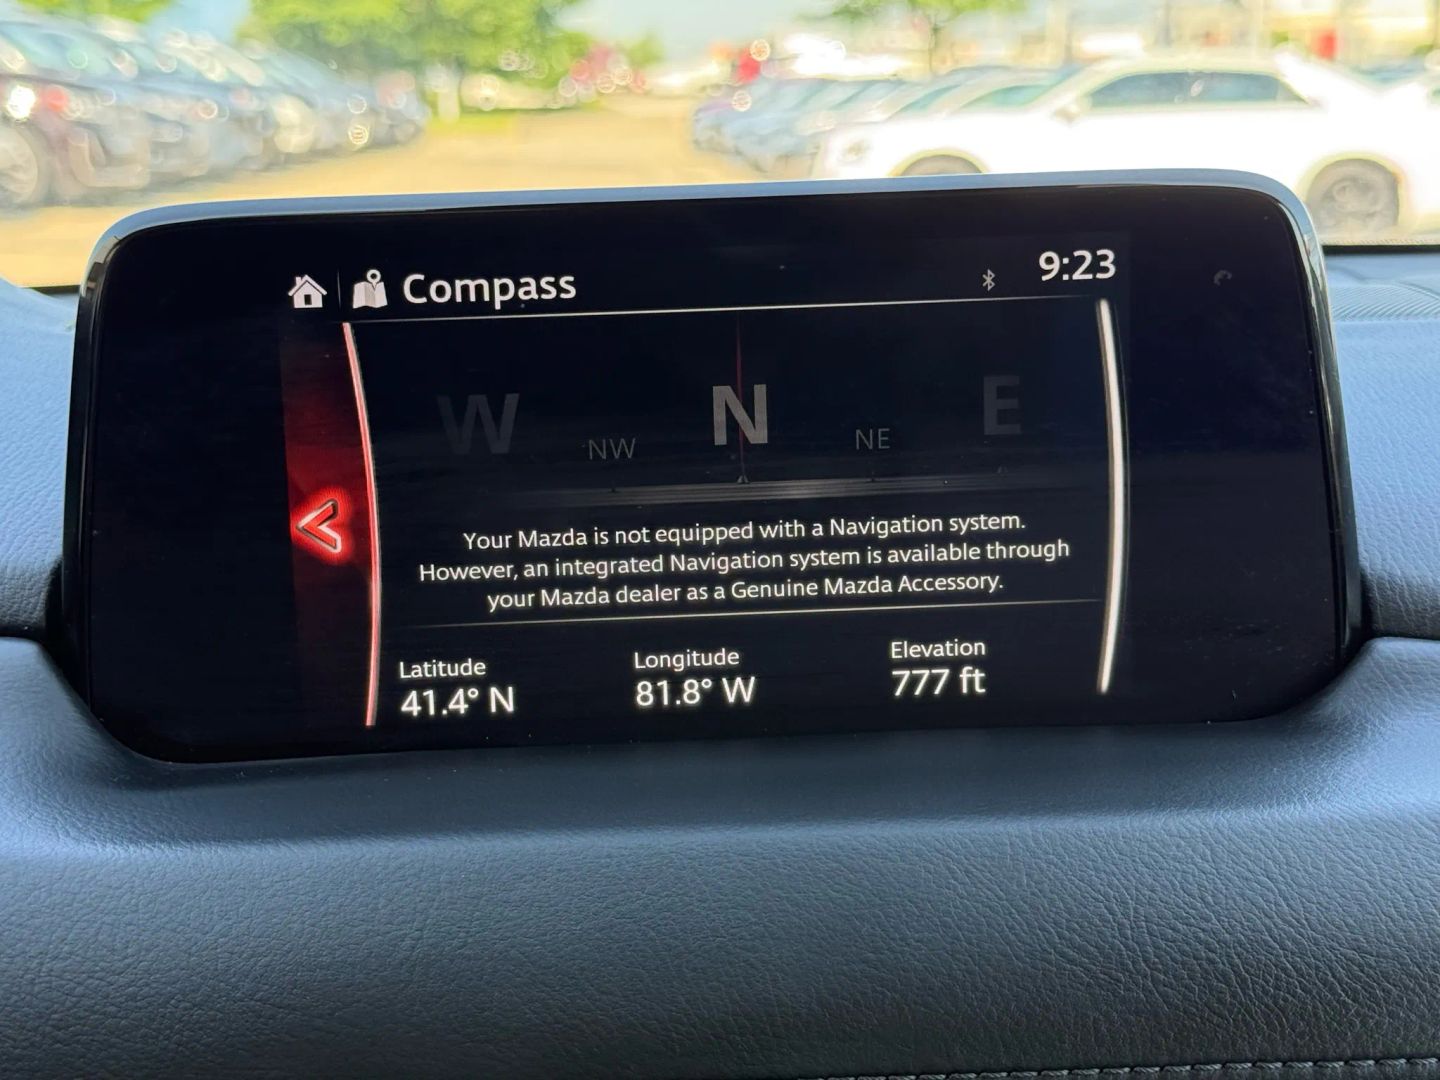 Compass
9:23
W NW N NE E
Your Mazda is not equipped with a Navigation system.
However, an integrated Navigation system is available through
your Mazda dealer as a Genuine Mazda Accessory.
Latitude Longitude Elevation
41.4° N 81.8° W 777 ft